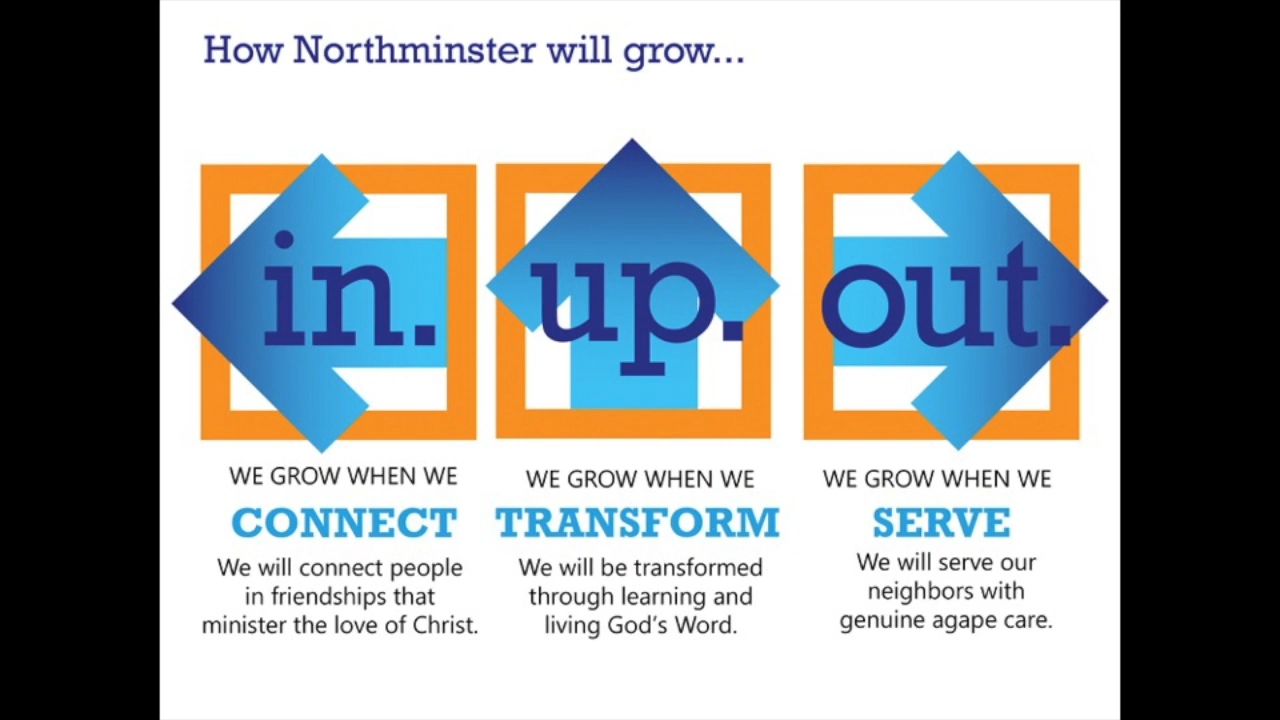 How Northminster will grow...
in.
WE GROW WHEN WE
CONNECT
We will connect people
in friendships that
minister the love of Christ.
up.
WE GROW WHEN WE
TRANSFORM
We will be transformed
through learning and
living God's Word.
out.
WE GROW WHEN WE
SERVE
We will serve our
neighbors with
genuine agape care.